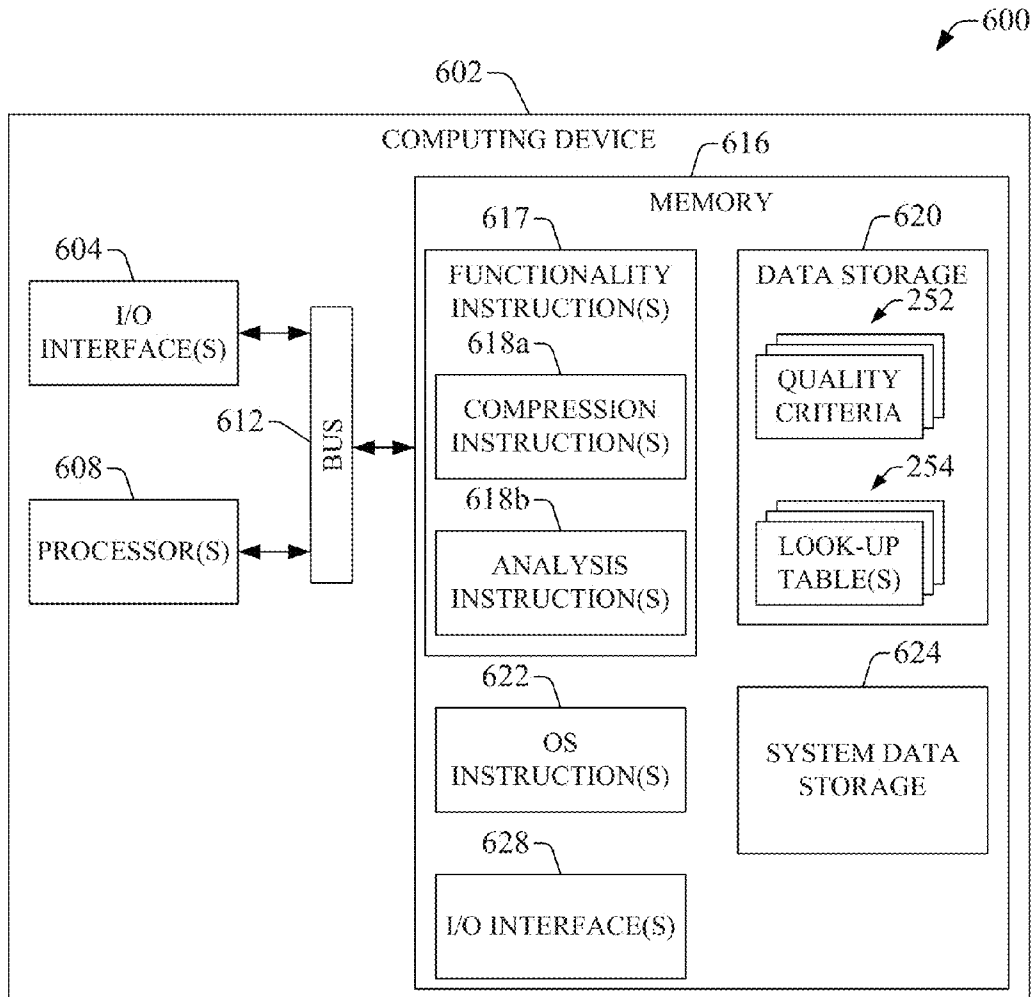 600
602
COMPUTING DEVICE
616
MEMORY
604
I/O
INTERFACE(S)
608
PROCESSOR(S)
612
BUS
617
FUNCTIONALITY
INSTRUCTION(S)
618a
COMPRESSION
INSTRUCTION(S)
618b
ANALYSIS
INSTRUCTION(S)
620
DATA STORAGE
252
QUALITY
CRITERIA
254
LOOK-UP
TABLE(S)
622
OS
INSTRUCTION(S)
624
SYSTEM DATA
STORAGE
628
I/O INTERFACE(S)